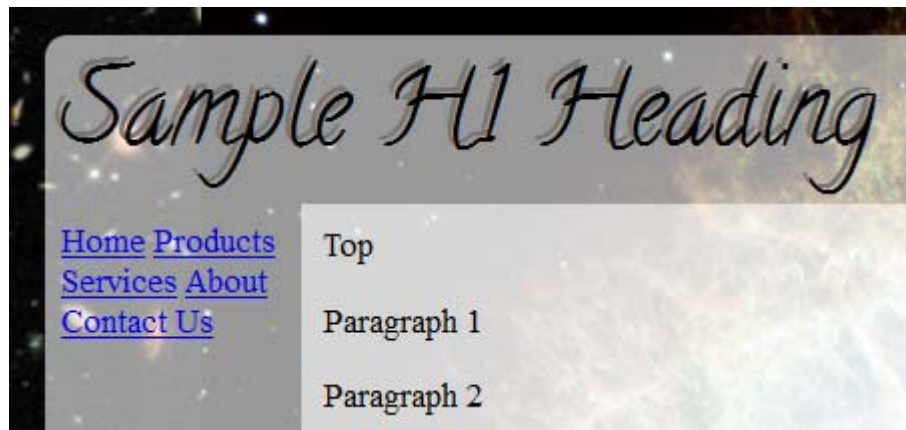 Sample H1 Heading
Home Products
Services About
Contact Us
Top
Paragraph 1
Paragraph 2